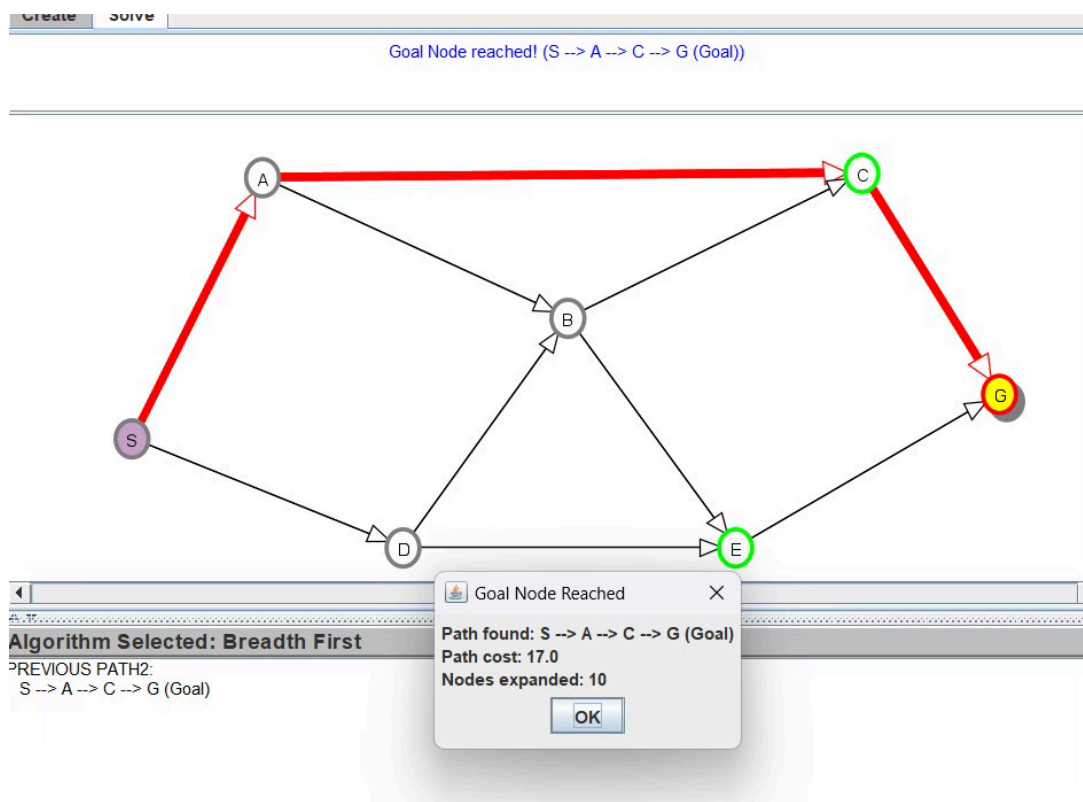 Create Solve
Goal Node reached! (S --> A --> C --> G (Goal))
A
C
B
G
S
D
E
Goal Node Reached
Path found: S --> A --> C --> G (Goal)
Path cost: 17.0
Nodes expanded: 10
OK
Algorithm Selected: Breadth First
PREVIOUS PATH2:
S --> A --> C --> G (Goal)